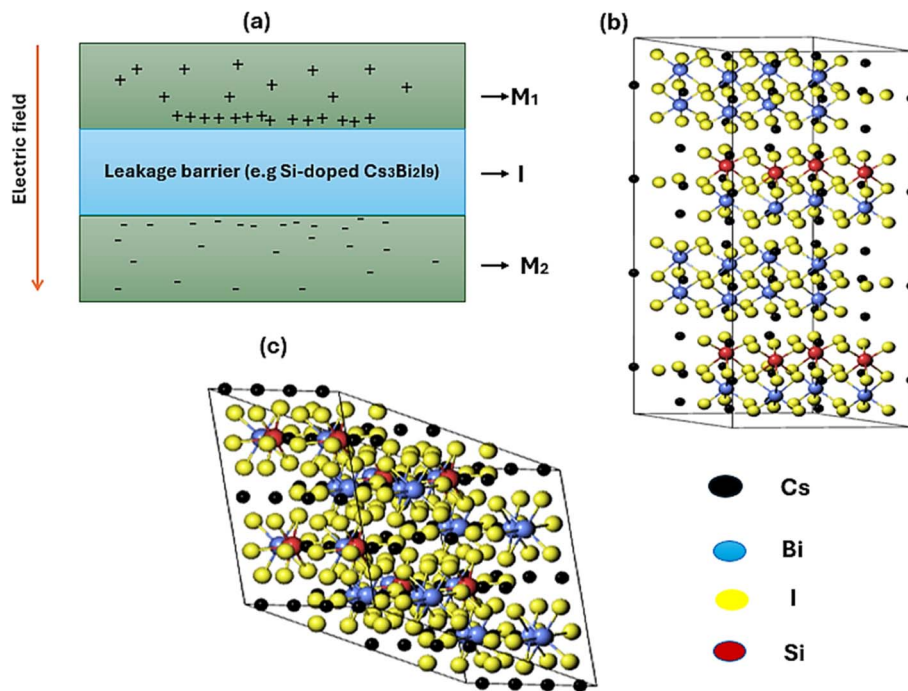 (a)
Electric field
M₁
Leakage barrier (e.g Si-doped Cs₃Bi₂I₉)
I
M₂
(b)
(c)
Cs
Bi
I
Si